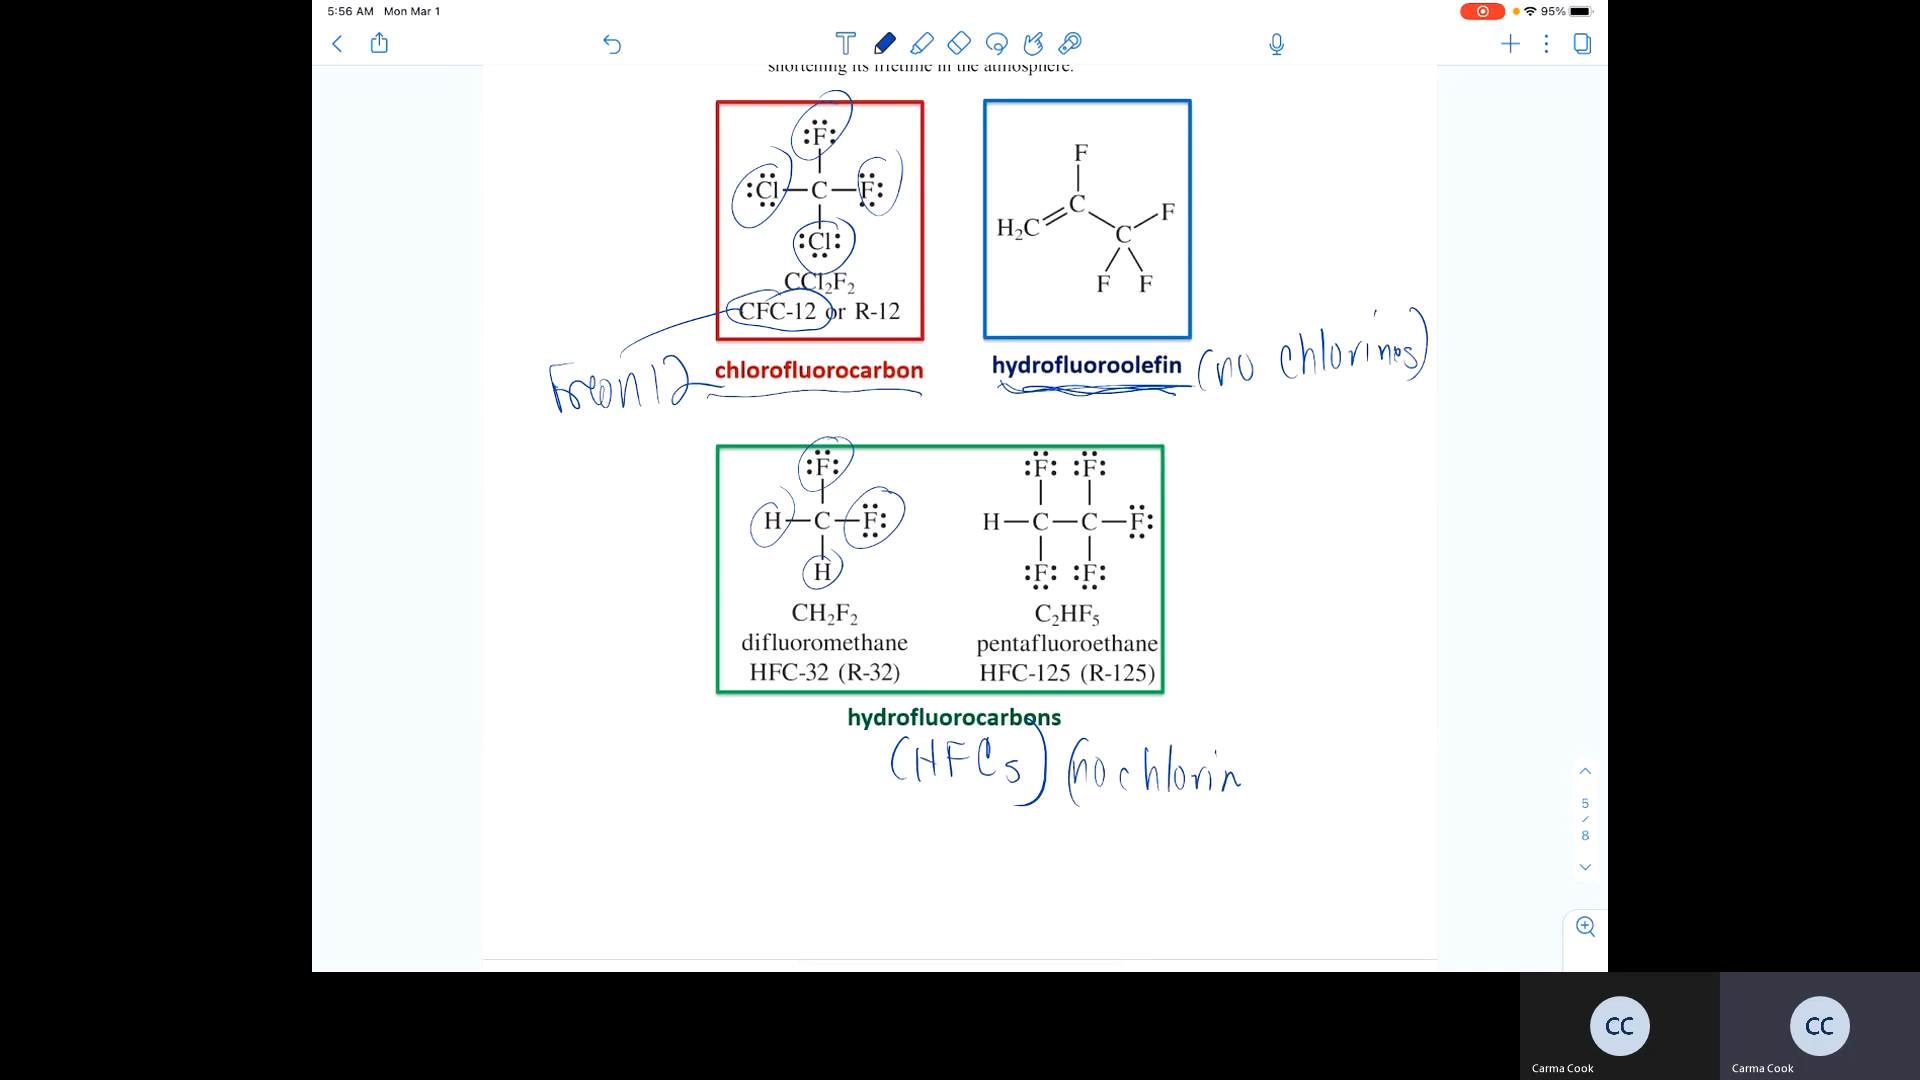 5:56 AM Mon Mar 1
95%
shortening its lifetime in the atmosphere.
F
Cl C F
Cl
CCl₂F₂
CFC-12 or R-12
F
H₂C C F
C
F F
Freon 12
chlorofluorocarbon
hydrofluoroolefin (no chlorines)
F
H C F
H
CH₂F₂
difluoromethane
HFC-32 (R-32)
F F
H C C F
F F
C₂HF₅
pentafluoroethane
HFC-125 (R-125)
hydrofluorocarbons
(HFCs) (no chlorin
5
/
8
CC
Carma Cook
CC
Carma Cook